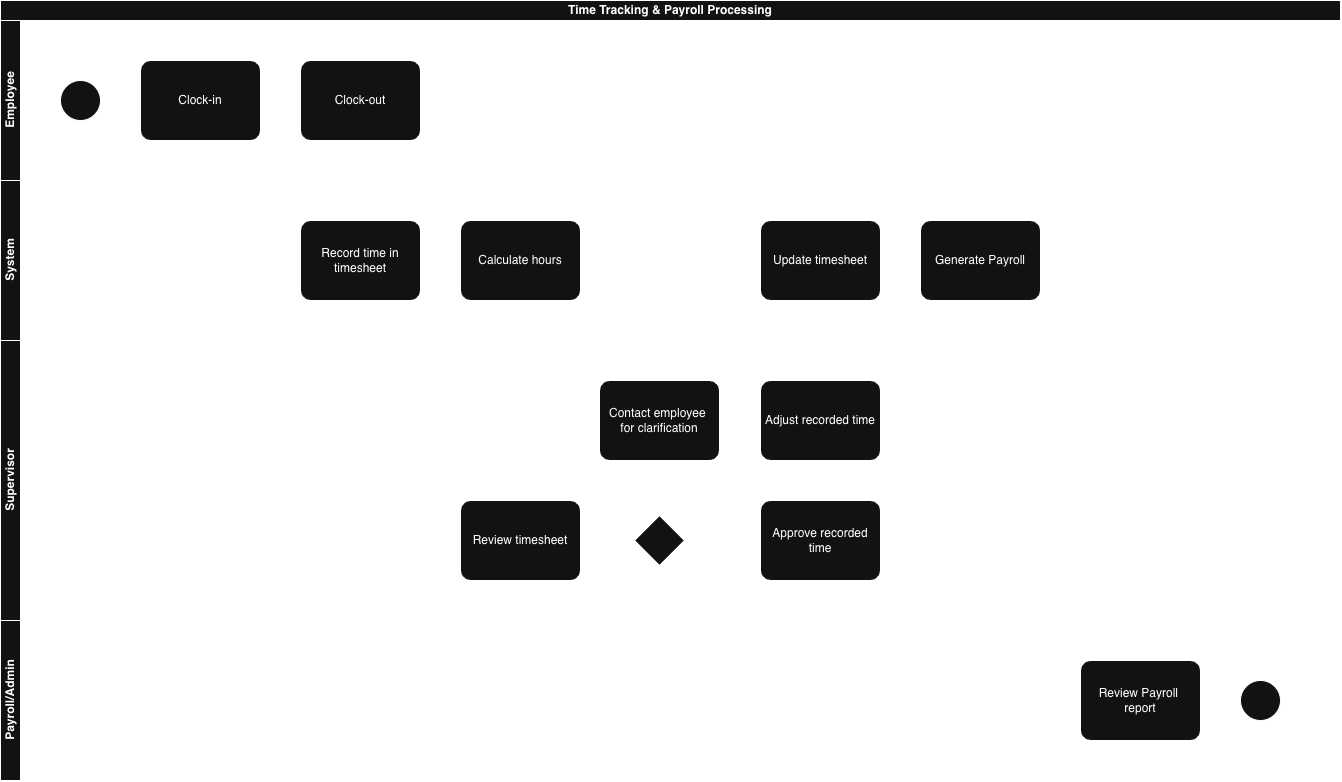 Time Tracking & Payroll Processing
Employee
Clock-in
Clock-out
System
Record time in
timesheet
Calculate hours
Update timesheet
Generate Payroll
Supervisor
Contact employee
for clarification
Adjust recorded time
Review timesheet
Approve recorded
time
Payroll/Admin
Review Payroll
report